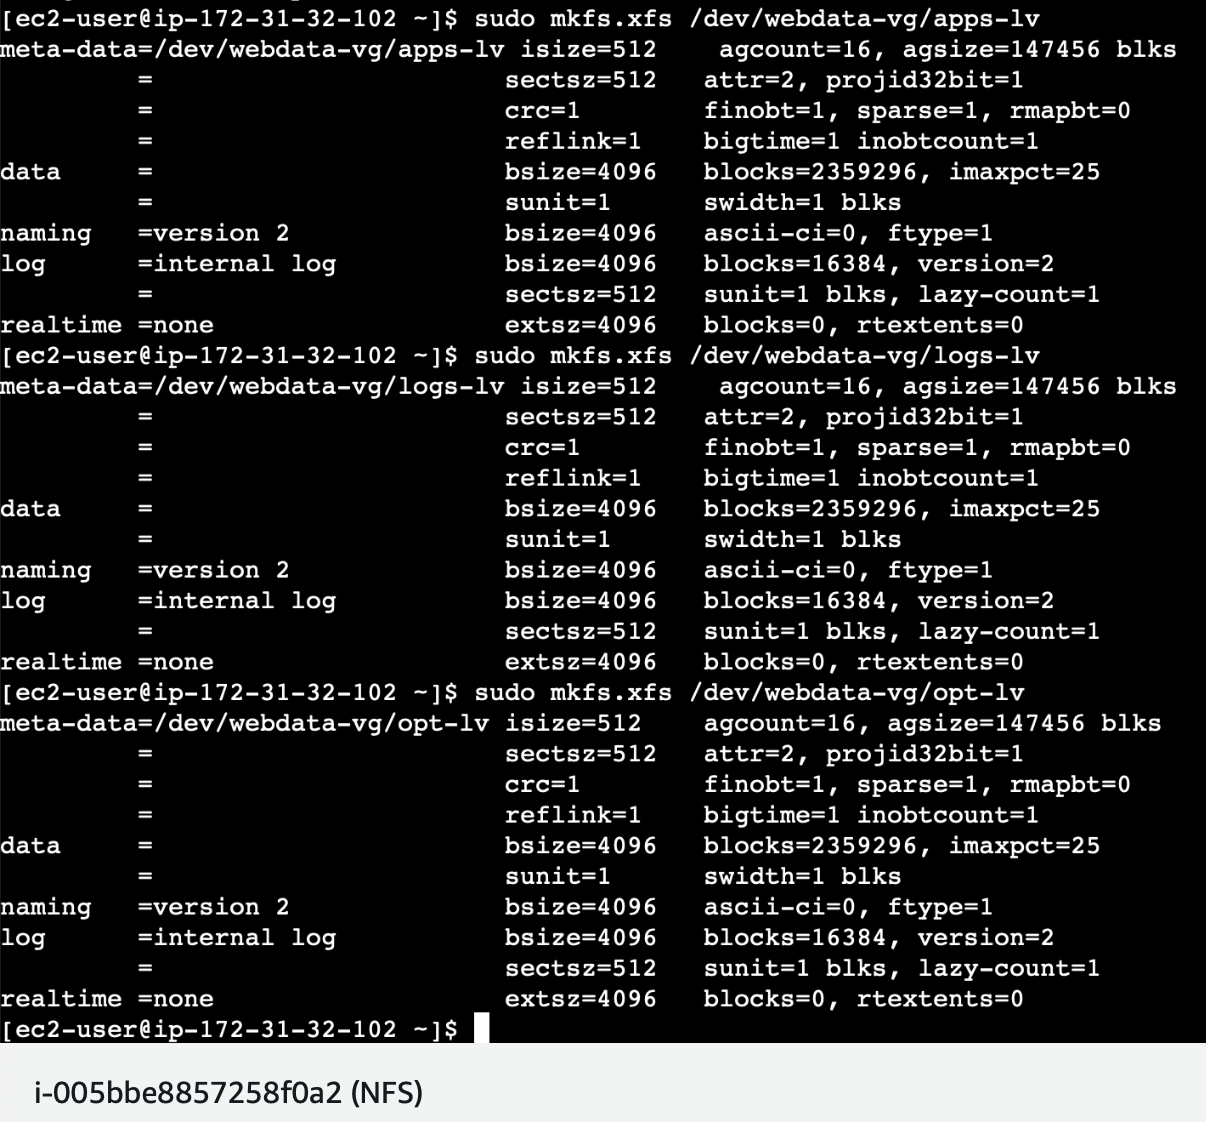 [ec2-user@ip-172-31-32-102 ~]$ sudo mkfs.xfs /dev/webdata-vg/apps-lv
meta-data=/dev/webdata-vg/apps-lv isize=512    agcount=16, agsize=147456 blks
         =                       sectsz=512   attr=2, projid32bit=1
         =                       crc=1        finobt=1, sparse=1, rmapbt=0
         =                       reflink=1    bigtime=1 inobtcount=1
data     =                       bsize=4096   blocks=2359296, imaxpct=25
         =                       sunit=1      swidth=1 blks
naming   =version 2              bsize=4096   ascii-ci=0, ftype=1
log      =internal log           bsize=4096   blocks=16384, version=2
         =                       sectsz=512   sunit=1 blks, lazy-count=1
realtime =none                   extsz=4096   blocks=0, rtextents=0
[ec2-user@ip-172-31-32-102 ~]$ sudo mkfs.xfs /dev/webdata-vg/logs-lv
meta-data=/dev/webdata-vg/logs-lv isize=512    agcount=16, agsize=147456 blks
         =                       sectsz=512   attr=2, projid32bit=1
         =                       crc=1        finobt=1, sparse=1, rmapbt=0
         =                       reflink=1    bigtime=1 inobtcount=1
data     =                       bsize=4096   blocks=2359296, imaxpct=25
         =                       sunit=1      swidth=1 blks
naming   =version 2              bsize=4096   ascii-ci=0, ftype=1
log      =internal log           bsize=4096   blocks=16384, version=2
         =                       sectsz=512   sunit=1 blks, lazy-count=1
realtime =none                   extsz=4096   blocks=0, rtextents=0
[ec2-user@ip-172-31-32-102 ~]$ sudo mkfs.xfs /dev/webdata-vg/opt-lv
meta-data=/dev/webdata-vg/opt-lv isize=512    agcount=16, agsize=147456 blks
         =                       sectsz=512   attr=2, projid32bit=1
         =                       crc=1        finobt=1, sparse=1, rmapbt=0
         =                       reflink=1    bigtime=1 inobtcount=1
data     =                       bsize=4096   blocks=2359296, imaxpct=25
         =                       sunit=1      swidth=1 blks
naming   =version 2              bsize=4096   ascii-ci=0, ftype=1
log      =internal log           bsize=4096   blocks=16384, version=2
         =                       sectsz=512   sunit=1 blks, lazy-count=1
realtime =none                   extsz=4096   blocks=0, rtextents=0
[ec2-user@ip-172-31-32-102 ~]$
i-005bbe8857258f0a2 (NFS)